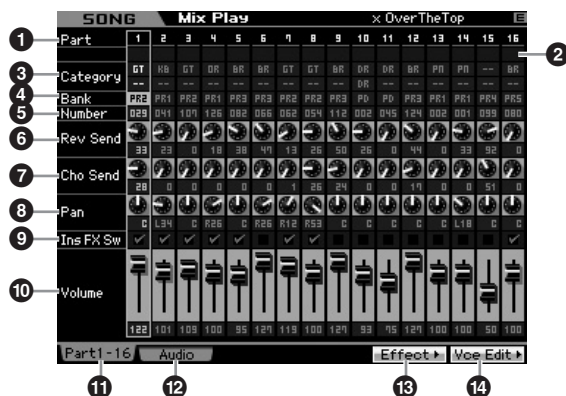 SONG Mix Play × OverTheTop E
1 Part 1 2 3 4 5 6 7 8 9 10 11 12 13 14 15 16
2
3 Category GT KB GT OR BR BR GT GT BR DR DR BR PN PN -- BR
-- -- -- -- -- -- -- -- -- DR -- -- -- -- -- --
4 Bank PR2 PR1 PR2 PR1 PR3 PR3 PR2 PR2 PR3 PD PD PR3 PR1 PR1 PR4 PR5
5 Number 029 041 107 126 082 066 062 054 112 002 045 124 002 001 099 080
6 Rev Send 33 23 0 18 38 47 13 26 50 26 0 44 0 33 92 0
7 Cho Send 28 0 0 0 0 0 1 26 24 0 0 17 0 0 51 0
8 Pan C L34 C R26 C R26 R12 R53 C C C C C L18 C C
9 Ins FX Sw
10 Volume 122 101 109 100 95 127 119 100 127 93 75 127 100 100 50 100
Part1-16 Audio Effect Vce Edit
11 12 13 14